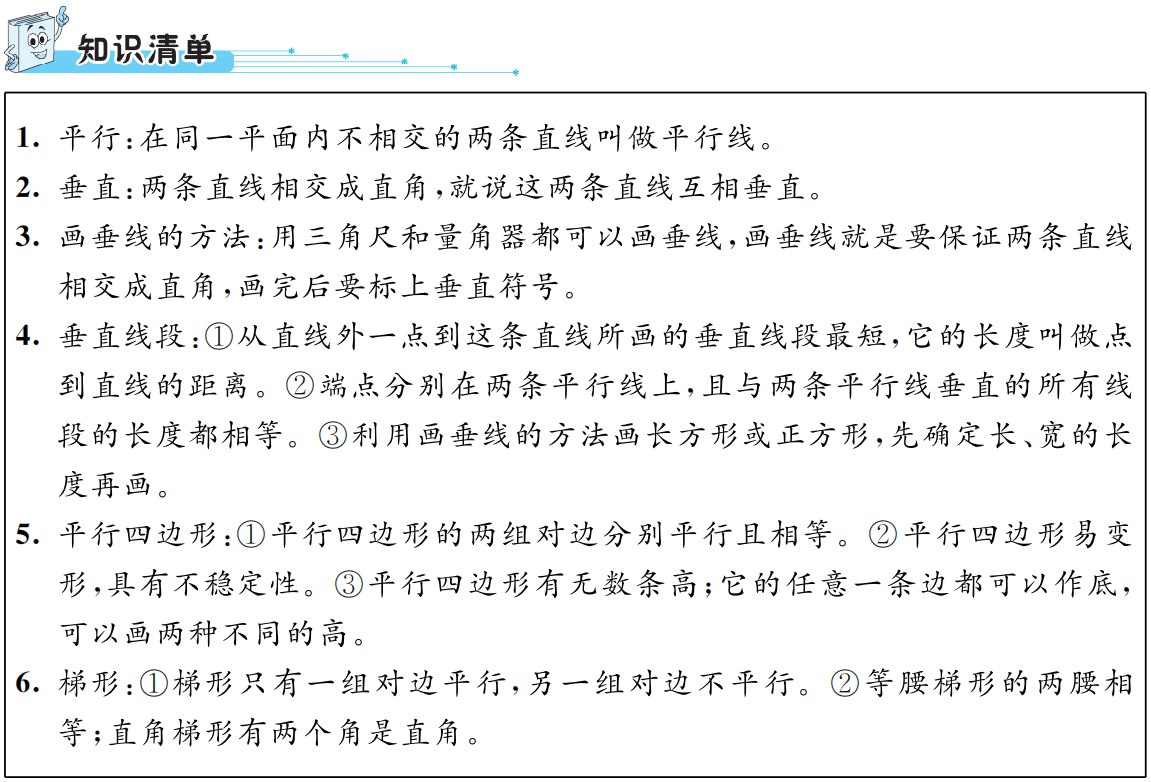 知识清单
1. 平行:在同一平面内不相交的两条直线叫做平行线。
2. 垂直:两条直线相交成直角,就说这两条直线互相垂直。
3. 画垂线的方法:用三角尺和量角器都可以画垂线,画垂线就是要保证两条直线
相交成直角,画完后要标上垂直符号。
4. 垂直线段:①从直线外一点到这条直线所画的垂直线段最短,它的长度叫做点
到直线的距离。②端点分别在两条平行线上,且与两条平行线垂直的所有线
段的长度都相等。③利用画垂线的方法画长方形或正方形,先确定长、宽的长
度再画。
5. 平行四边形:①平行四边形的两组对边分别平行且相等。②平行四边形易变
形,具有不稳定性。③平行四边形有无数条高;它的任意一条边都可以作底,
可以画两种不同的高。
6. 梯形:①梯形只有一组对边平行,另一组对边不平行。②等腰梯形的两腰相
等;直角梯形有两个角是直角。